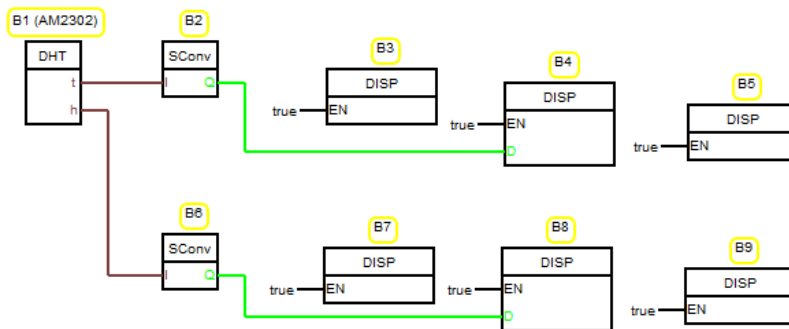 B1 (AM2302)
DHT
t
h
B2
SConv
I Q
B3
DISP
true EN
B4
DISP
true EN
D
B5
DISP
true EN
B6
SConv
I Q
B7
DISP
true EN
B8
DISP
true EN
D
B9
DISP
true EN